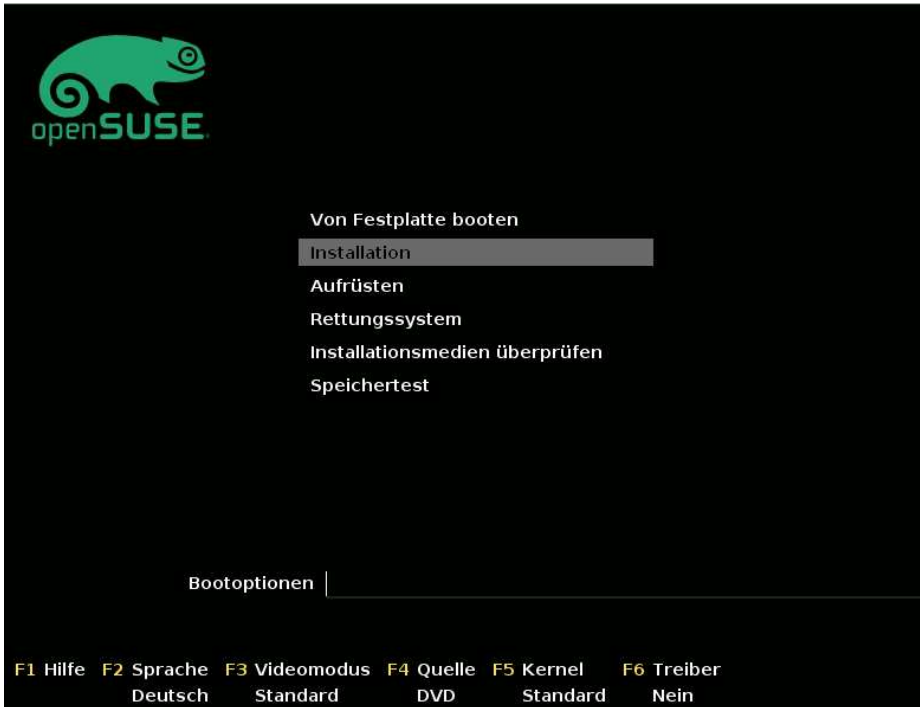 openSUSE
Von Festplatte booten
Installation
Aufrüsten
Rettungssystem
Installationsmedien überprüfen
Speichertest
Bootoptionen
F1 Hilfe F2 Sprache F3 Videomodus F4 Quelle F5 Kernel F6 Treiber
Deutsch Standard DVD Standard Nein